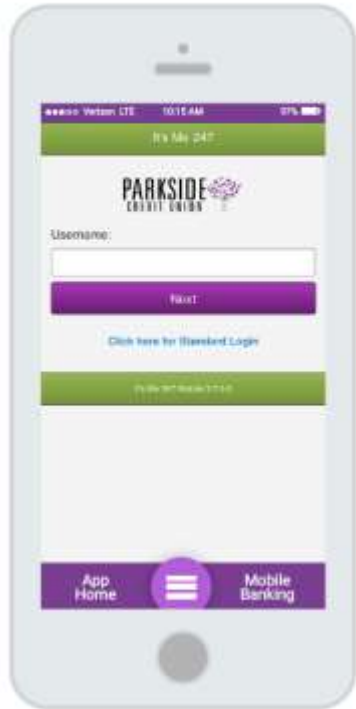 Verizon LTE 10:15 AM 97%
It's Me 247
PARKSIDE
CREDIT UNION
Username:
Next
Click here for Standard Login
App Home
Mobile Banking